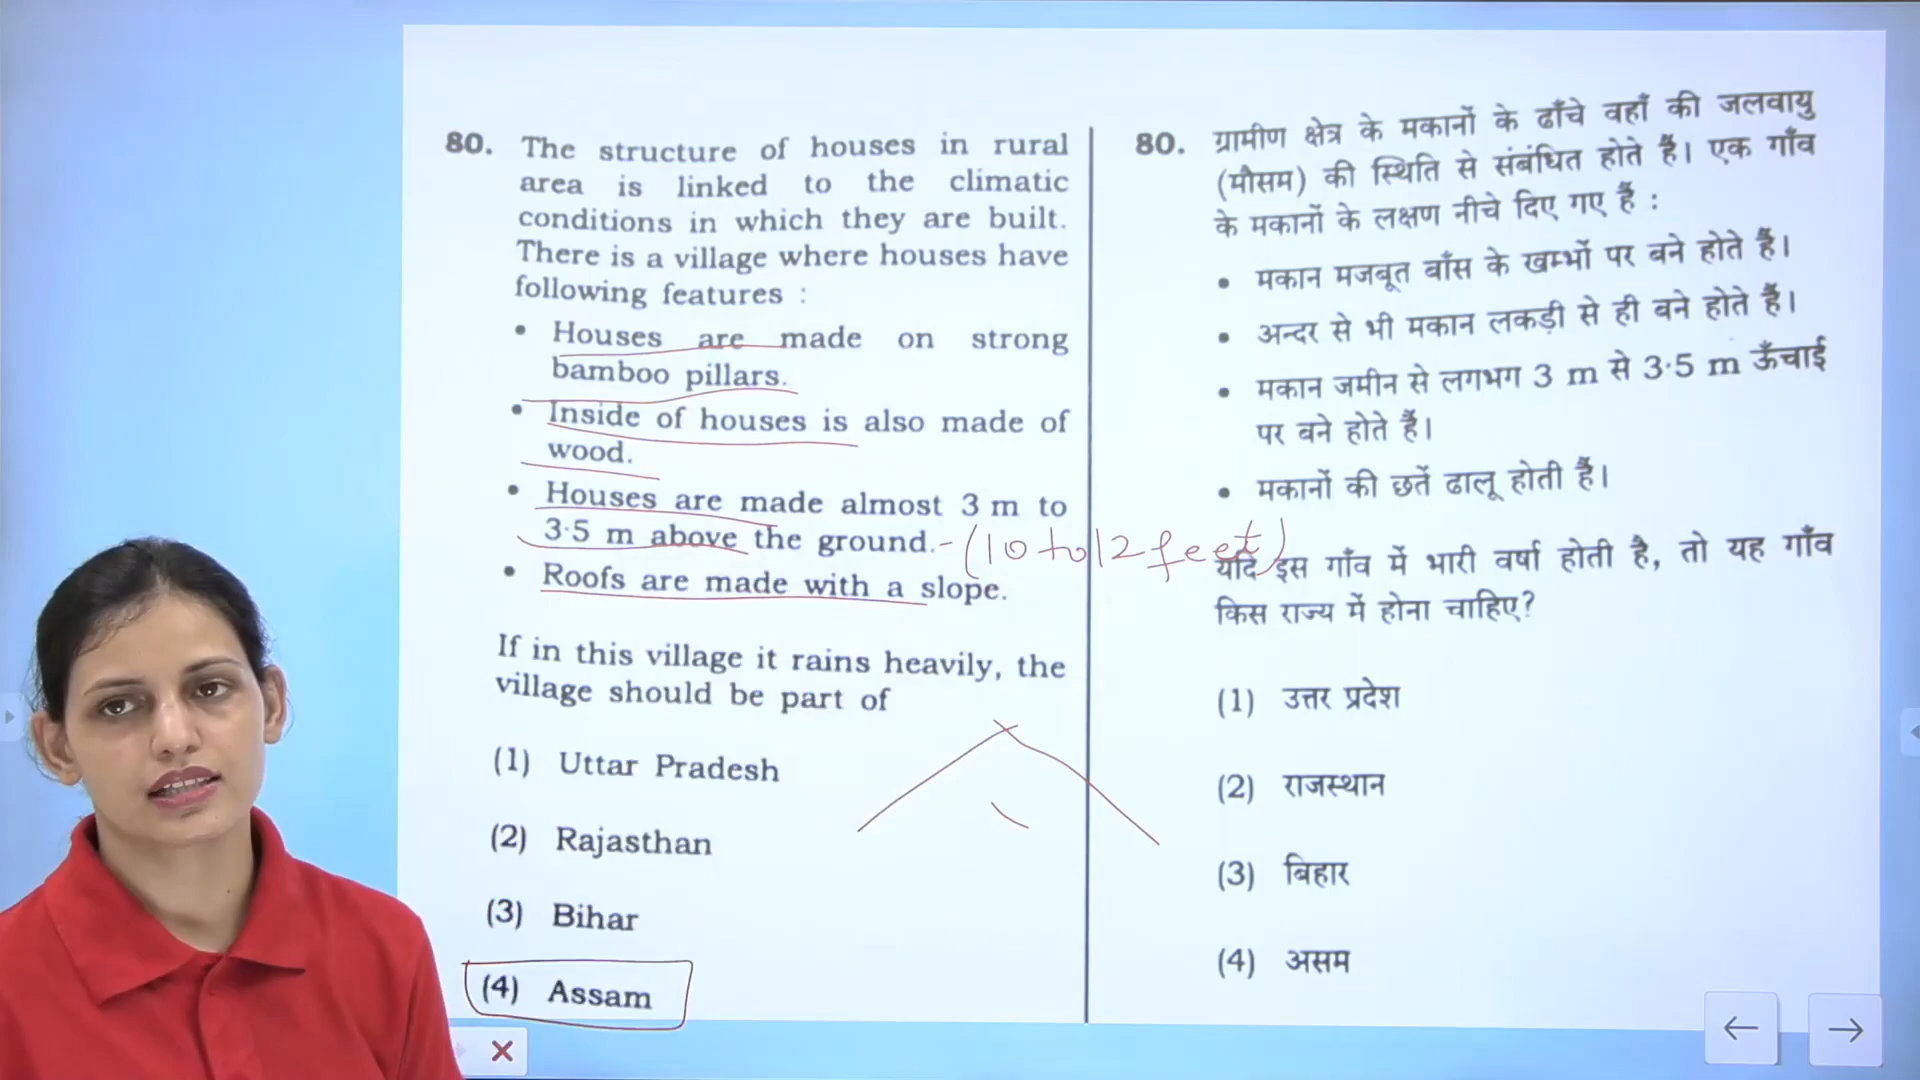 80. The structure of houses in rural
area is linked to the climatic
conditions in which they are built.
There is a village where houses have
following features :
• Houses are made on strong
bamboo pillars.
• Inside of houses is also made of
wood.
• Houses are made almost 3 m to
3·5 m above the ground. - (10 to 12 feet)
• Roofs are made with a slope.
If in this village it rains heavily, the
village should be part of
(1) Uttar Pradesh
(2) Rajasthan
(3) Bihar
(4) Assam
80. ग्रामीण क्षेत्र के मकानों के ढाँचे वहाँ की जलवायु
(मौसम) की स्थिति से संबंधित होते हैं। एक गाँव
के मकानों के लक्षण नीचे दिए गए हैं :
• मकान मजबूत बाँस के खम्भों पर बने होते हैं।
• अन्दर से भी मकान लकड़ी से ही बने होते हैं।
• मकान जमीन से लगभग 3 m से 3·5 m ऊँचाई
पर बने होते हैं।
• मकानों की छतें ढालू होती हैं।
यदि इस गाँव में भारी वर्षा होती है, तो यह गाँव
किस राज्य में होना चाहिए?
(1) उत्तर प्रदेश
(2) राजस्थान
(3) बिहार
(4) असम